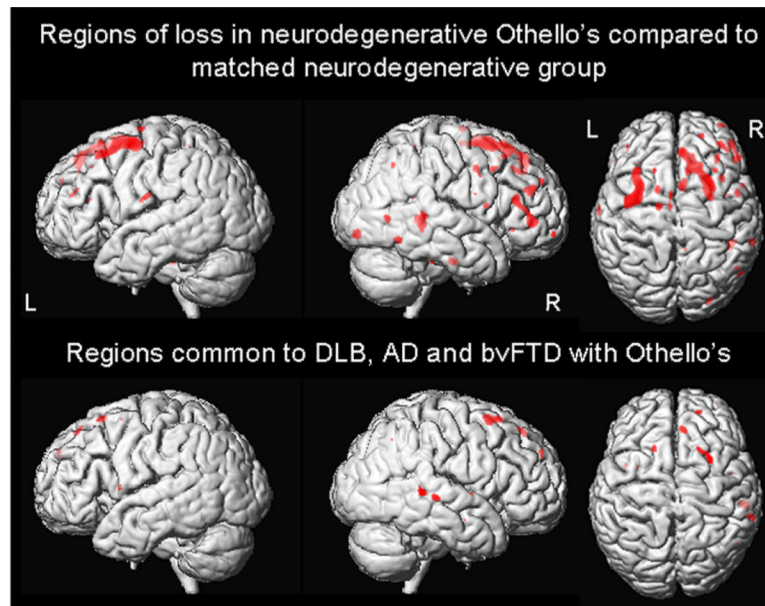 Regions of loss in neurodegenerative Othello's compared to
matched neurodegenerative group
L
R
L
R
Regions common to DLB, AD and bvFTD with Othello's